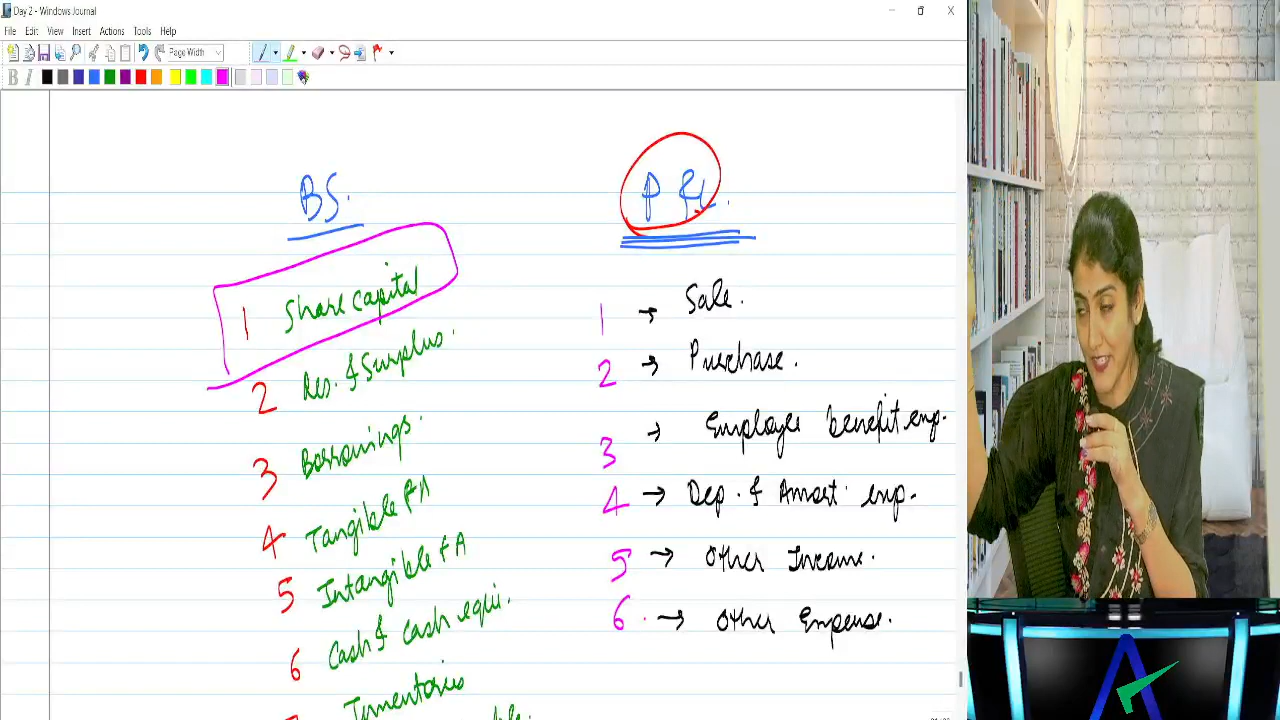 Day 2 - Windows Journal
File Edit View Insert Actions Tools Help
Page Width
B I
BS.
1 Share capital
2 Res. & Surplus.
3 Borrowings.
4 Tangible FA
5 Intangible FA
6 Cash & cash equi.
Inventories
P &L.
1 → Sale.
2 → Purchase.
3 → Employee benefit exp.
4 → Dep. & Amort. exp.
5 → Other Income.
6 → Other Expense.